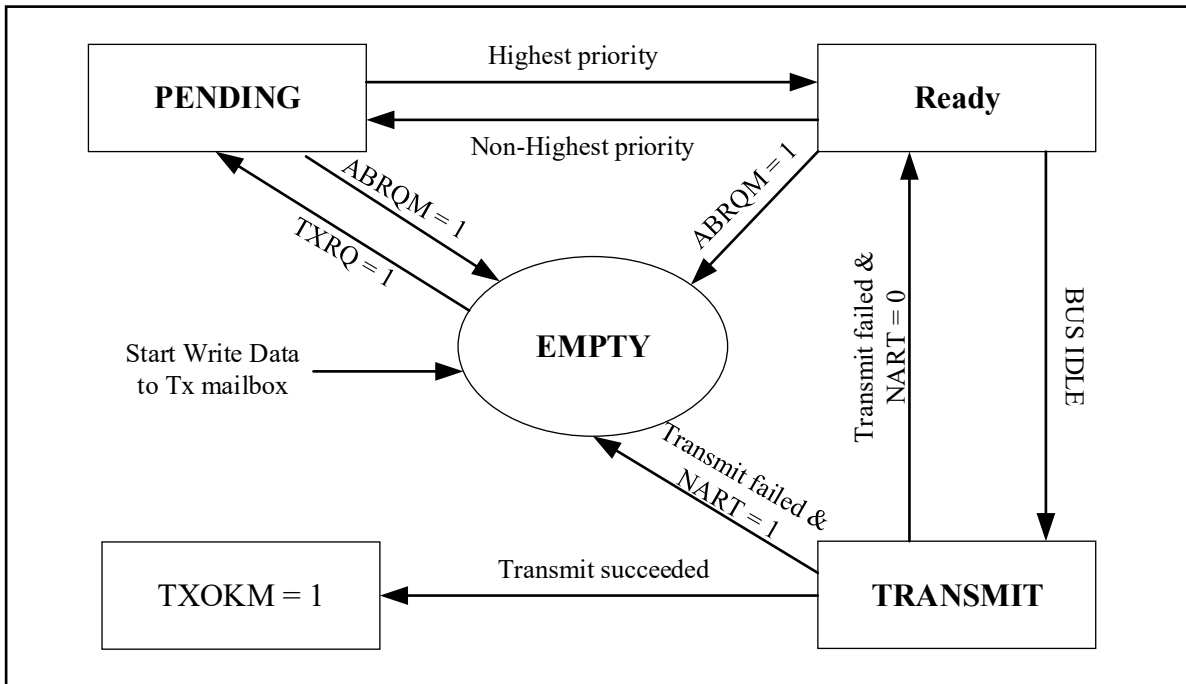 Highest priority
PENDING
Ready
Non-Highest priority
ABRQM = 1
TXRQ = 1
ABRQM = 1
Transmit failed &
NART = 0
BUS IDLE
EMPTY
Start Write Data
to Tx mailbox
Transmit failed &
NART = 1
Transmit succeeded
TXOKM = 1
TRANSMIT